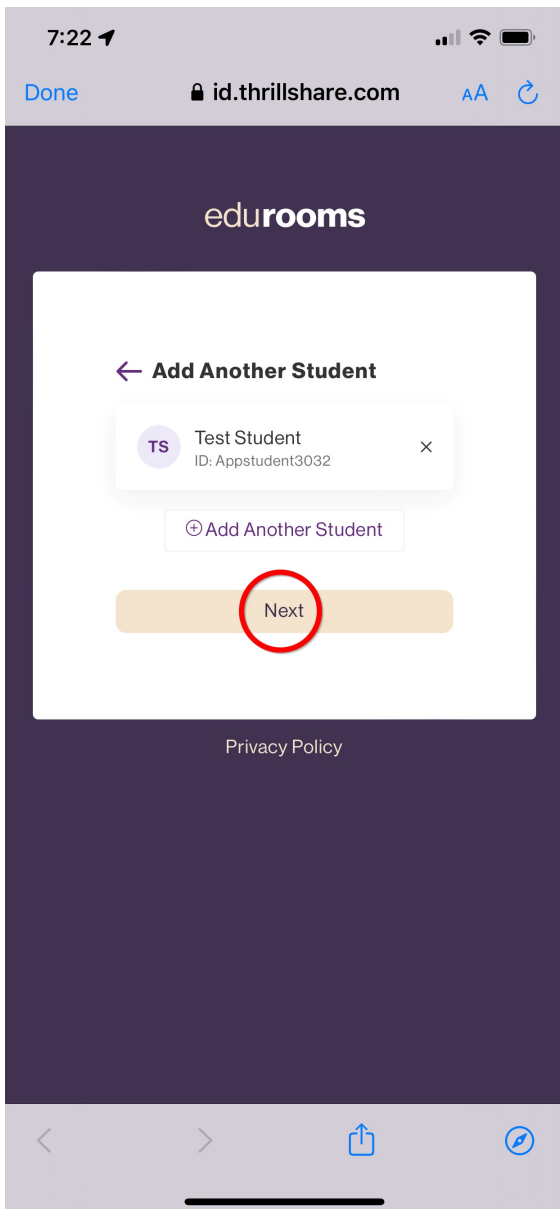 7:22
Done
id.thrillshare.com
AA
edurooms
Add Another Student
TS
Test Student
ID: Appstudent3032
Add Another Student
Next
Privacy Policy